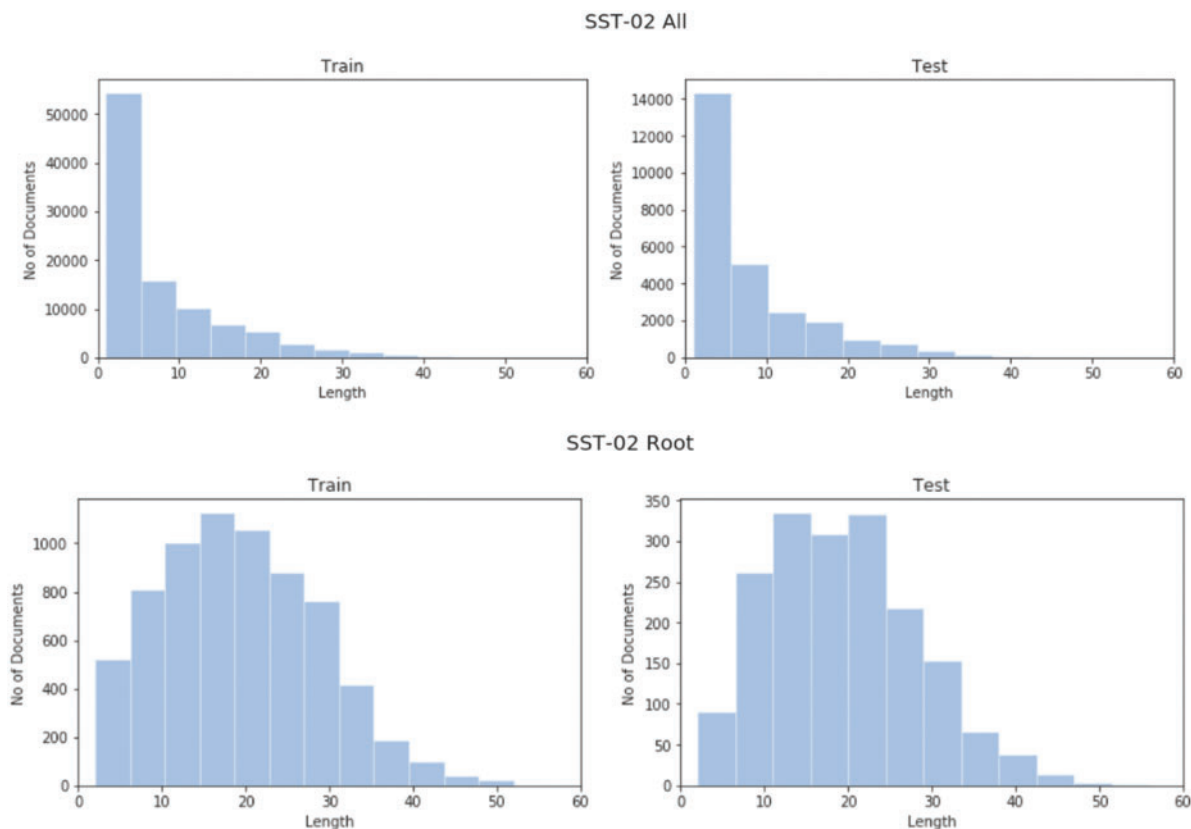 SST-02 All
Train
No of Documents
50000
40000
30000
20000
10000
0
0 10 20 30 40 50 60
Length
Test
No of Documents
14000
12000
10000
8000
6000
4000
2000
0
0 10 20 30 40 50 60
Length
SST-02 Root
Train
No of Documents
1000
800
600
400
200
0
0 10 20 30 40 50 60
Length
Test
No of Documents
350
300
250
200
150
100
50
0
0 10 20 30 40 50 60
Length